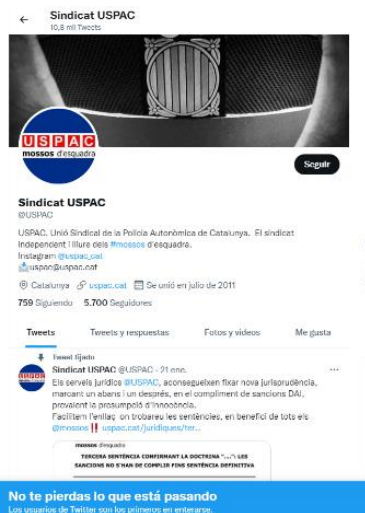 Sindicat USPAC
10,8 mil Tweets
USPAC
mossos d'esquadra
Seguir
Sindicat USPAC
@USPAC
USPAC. Unió Sindical de la Policia Autonòmica de Catalunya. El sindicat
independent i lliure dels #mossos d'esquadra.
Instagram @uspac_cat
uspac@uspac.cat
Catalunya uspac.cat Se unió en julio de 2011
759 Siguiendo 5.700 Seguidores
Tweets Tweets y respuestas Fotos y vídeos Me gusta
Tweet fijado
Sindicat USPAC @USPAC · 21 ene.
Els serveis jurídics @USPAC, aconsegueixen fixar nova jurisprudència,
marcant un abans i un després, en el compliment de sancions DAI,
prevalent la presumpció d'innocència.
Facilitem l'enllaç on trobareu les sentències, en benefici de tots els
@mossos ‼ uspac.cat/juridiques/ter...
mossos d'esquadra
TERCERA SENTÈNCIA CONFIRMANT LA DOCTRINA "...": LES
SANCIONS NO S'HAN DE COMPLIR FINS SENTÈNCIA DEFINITIVA
No te pierdas lo que está pasando
Los usuarios de Twitter son los primeros en enterarse.